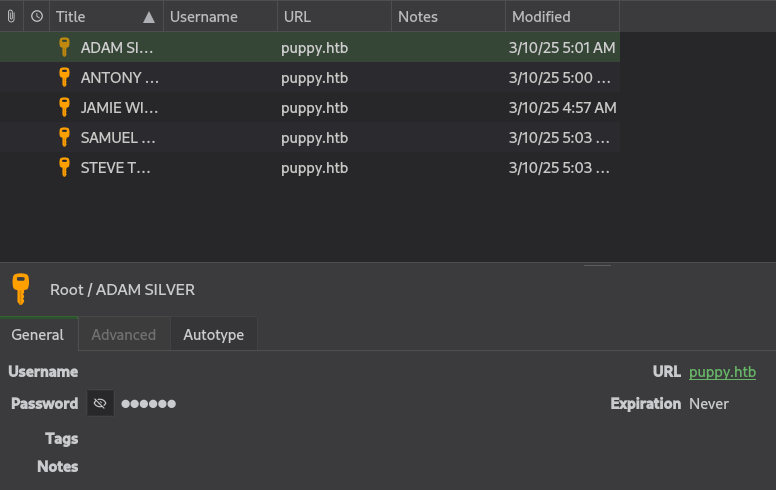 Title Username URL Notes Modified
ADAM SI... puppy.htb 3/10/25 5:01 AM
ANTONY ... puppy.htb 3/10/25 5:00 ...
JAMIE WI... puppy.htb 3/10/25 4:57 AM
SAMUEL ... puppy.htb 3/10/25 5:03 ...
STEVE T... puppy.htb 3/10/25 5:03 ...
Root / ADAM SILVER
General Advanced Autotype
Username URL puppy.htb
Password ●●●●●● Expiration Never
Tags
Notes